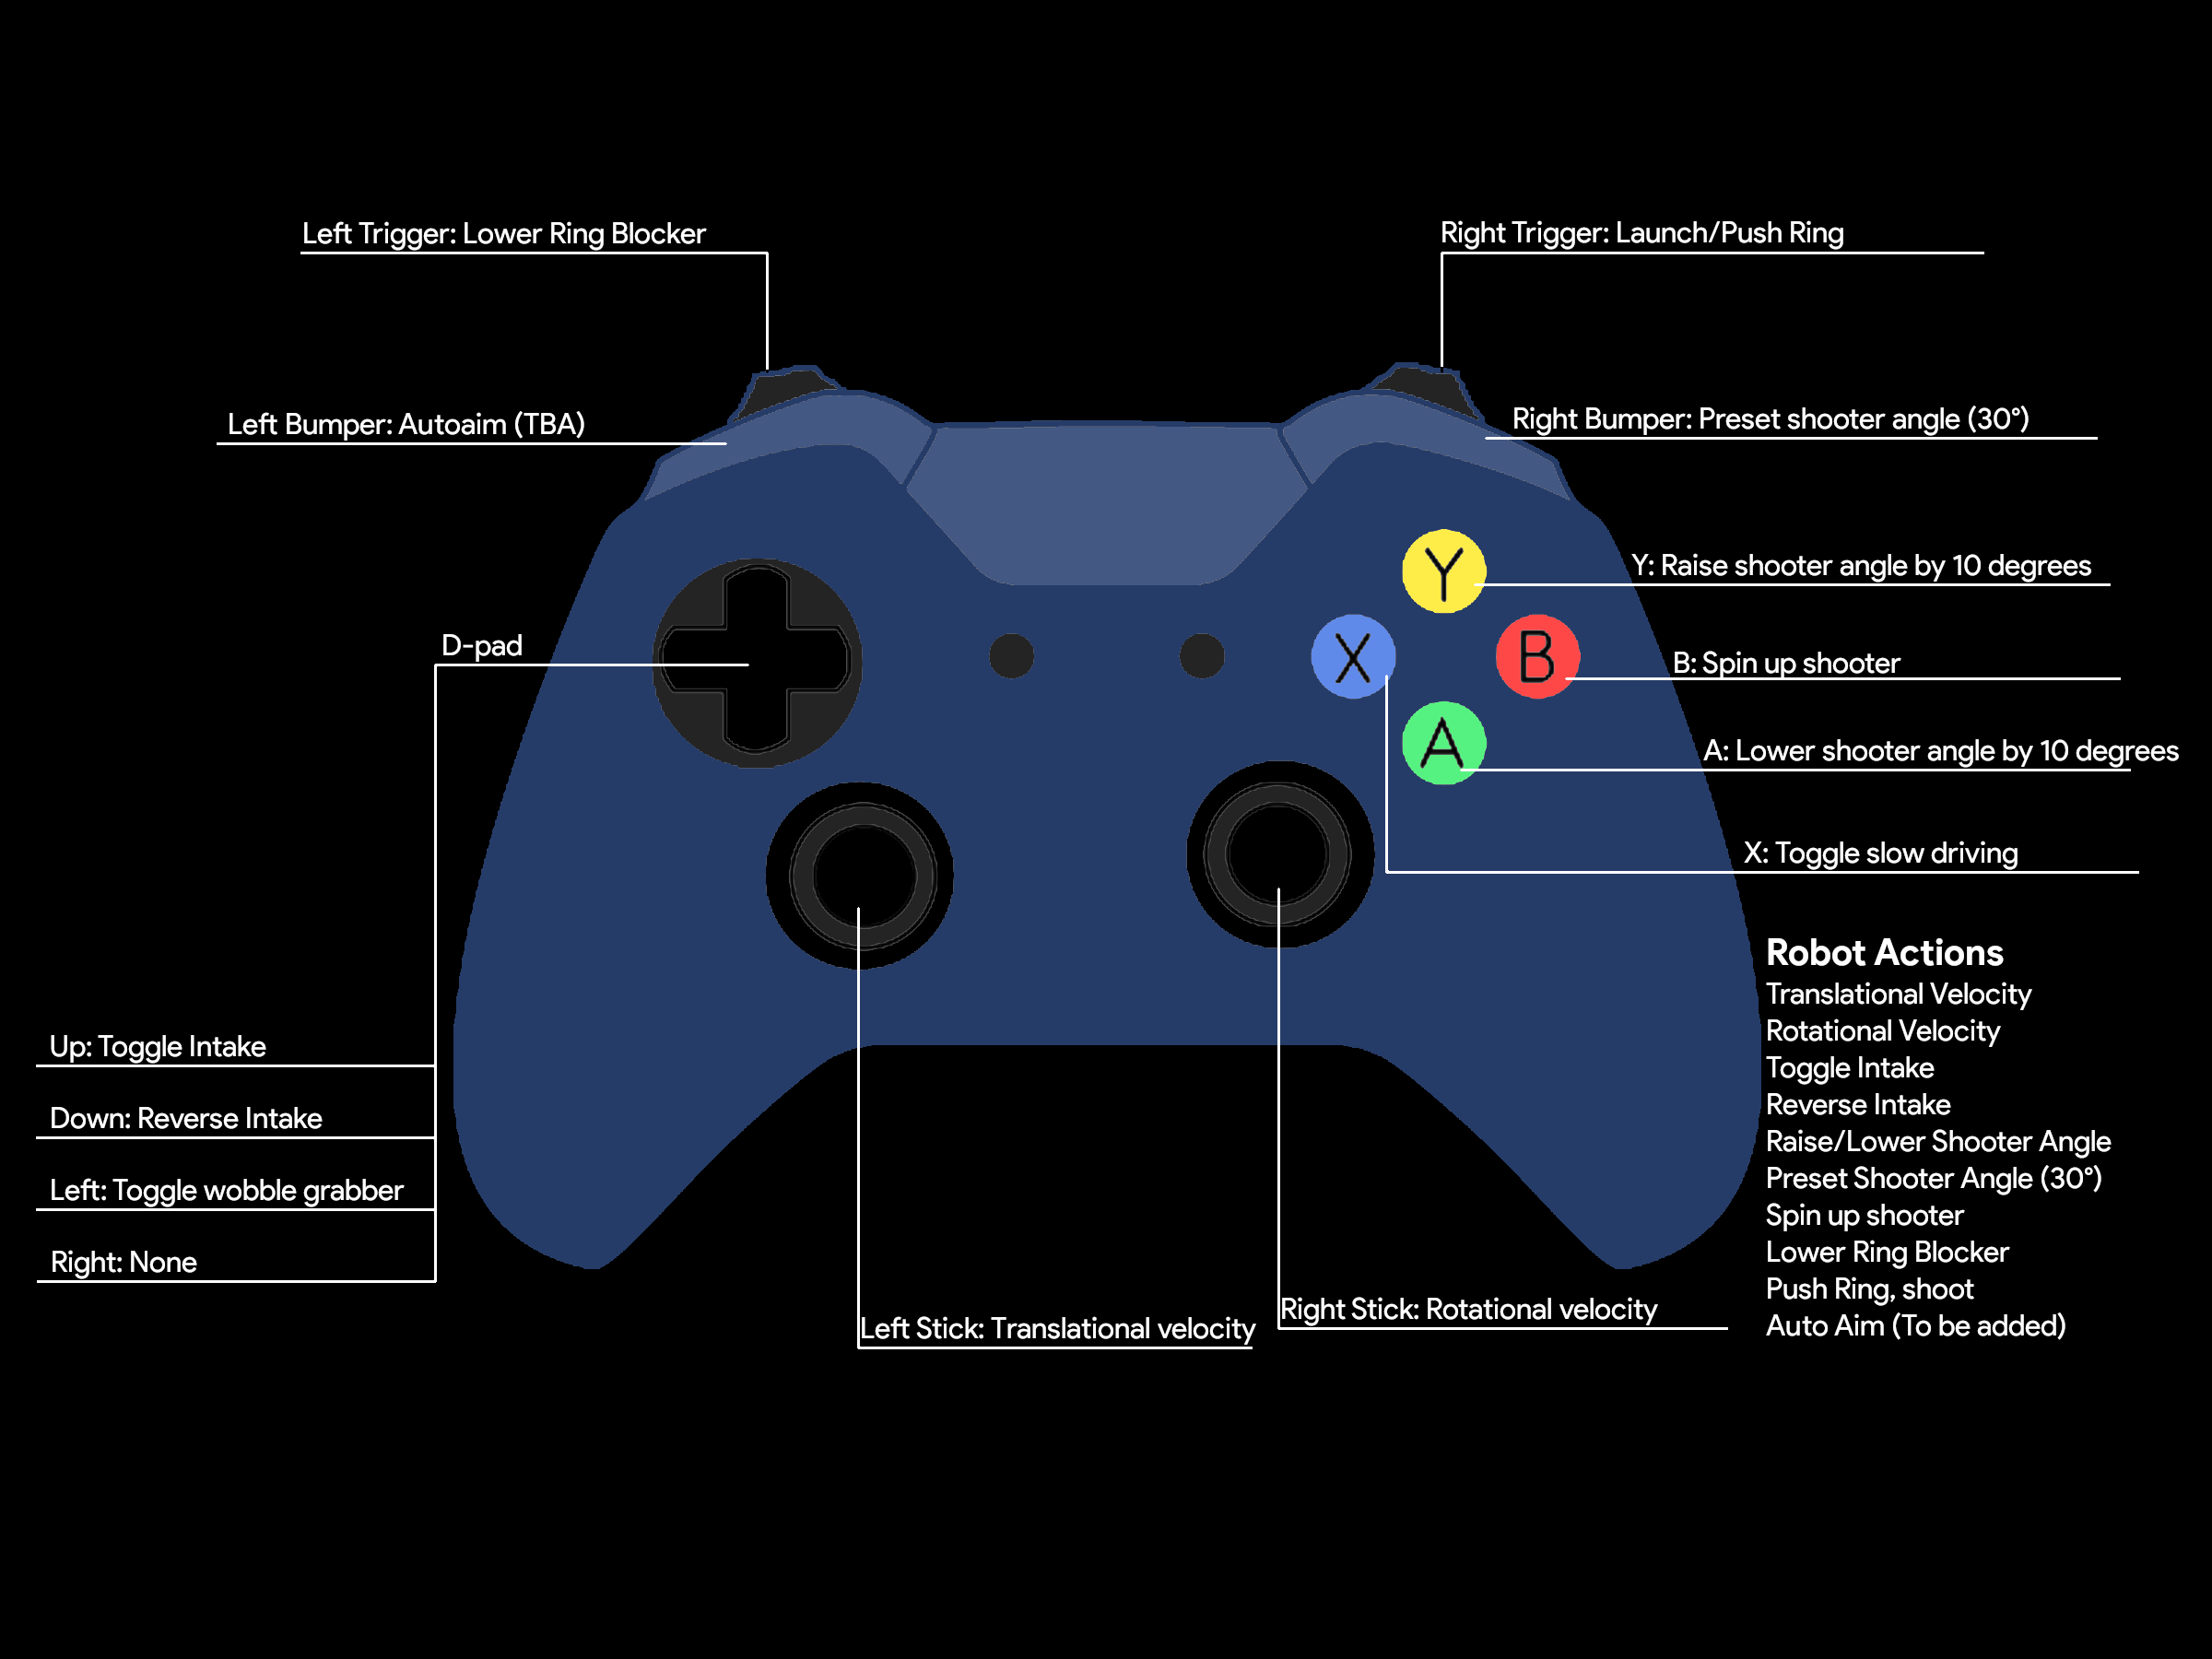 Left Trigger: Lower Ring Blocker
Right Trigger: Launch/Push Ring
Left Bumper: Autoaim (TBA)
Right Bumper: Preset shooter angle (30°)
Y
Y: Raise shooter angle by 10 degrees
D-pad
X
B
B: Spin up shooter
A
A: Lower shooter angle by 10 degrees
X: Toggle slow driving
Up: Toggle Intake
Down: Reverse Intake
Left: Toggle wobble grabber
Right: None
Left Stick: Translational velocity
Right Stick: Rotational velocity
Robot Actions
Translational Velocity
Rotational Velocity
Toggle Intake
Reverse Intake
Raise/Lower Shooter Angle
Preset Shooter Angle (30°)
Spin up shooter
Lower Ring Blocker
Push Ring, shoot
Auto Aim (To be added)